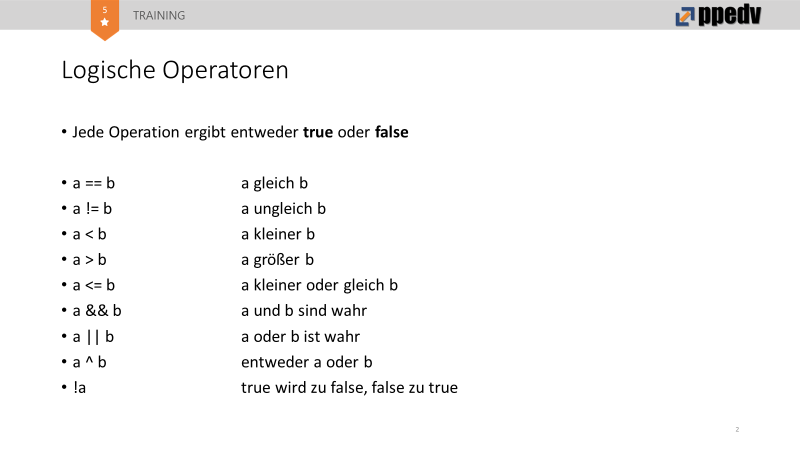 5
TRAINING
ppedv
Logische Operatoren
• Jede Operation ergibt entweder true oder false
• a == b a gleich b
• a != b a ungleich b
• a < b a kleiner b
• a > b a größer b
• a <= b a kleiner oder gleich b
• a && b a und b sind wahr
• a || b a oder b ist wahr
• a ^ b entweder a oder b
• !a true wird zu false, false zu true
2